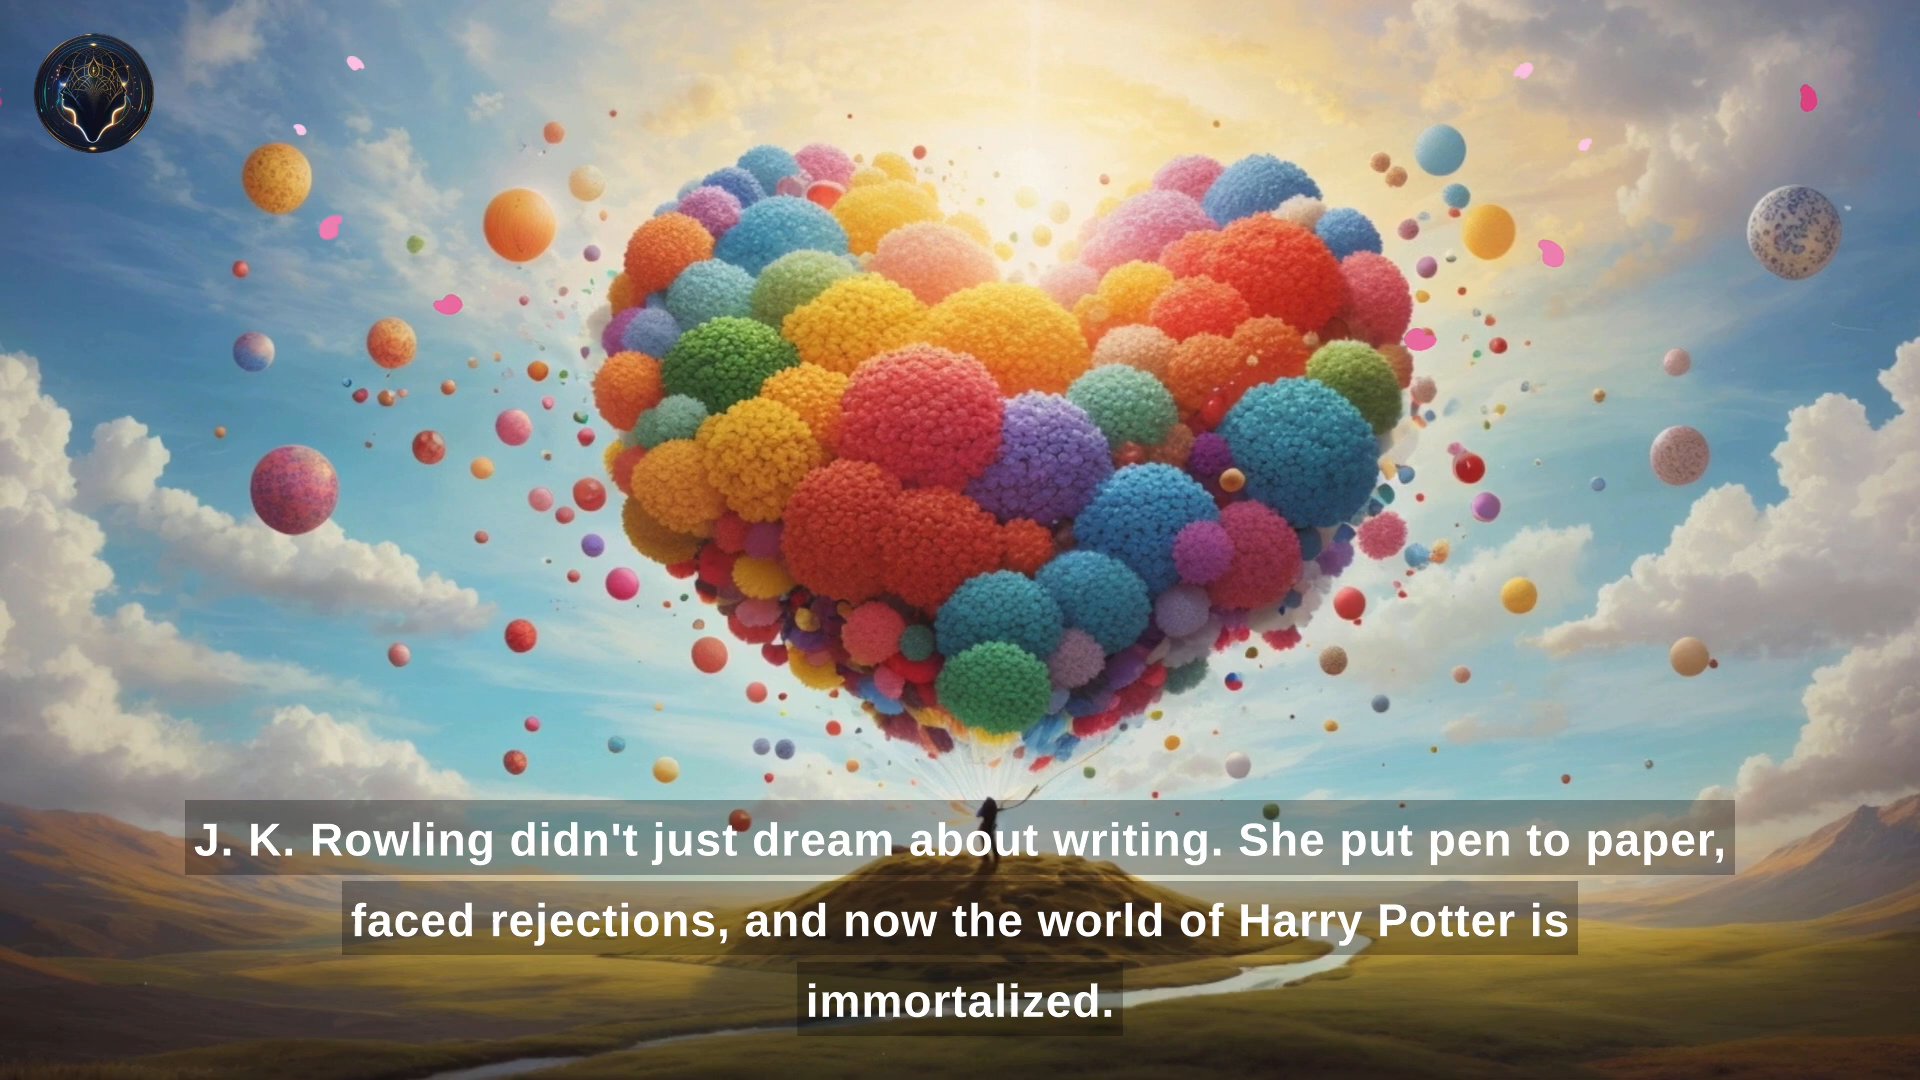 J. K. Rowling didn't just dream about writing. She put pen to paper,
faced rejections, and now the world of Harry Potter is
immortalized.